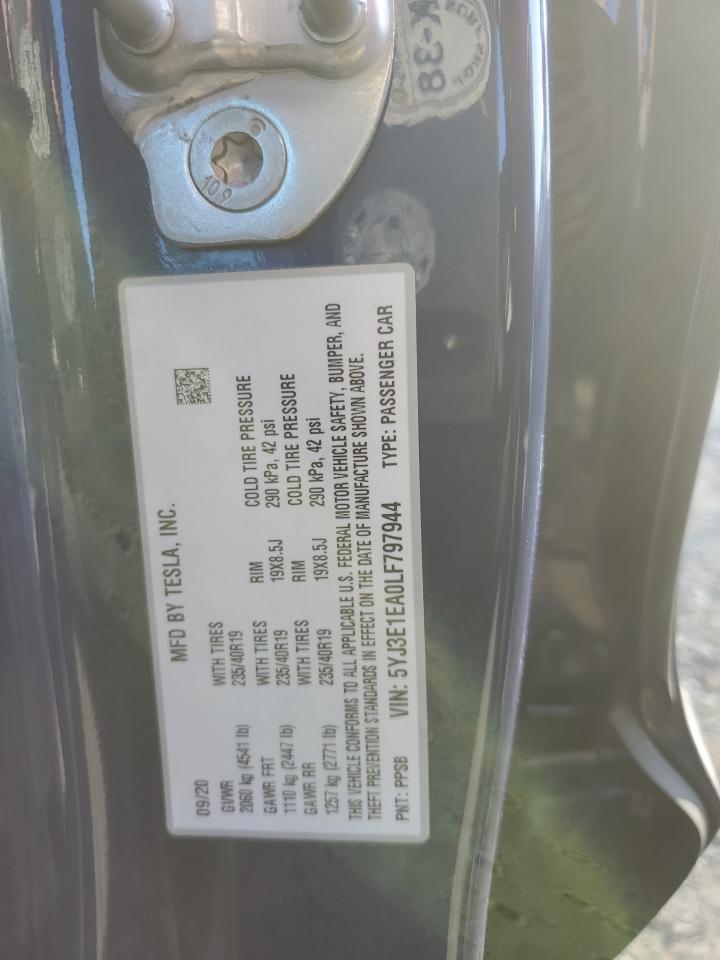 K-38
10.9
MFD BY TESLA, INC.
09/20
GVWR WITH TIRES RIM COLD TIRE PRESSURE
2060 kg (4541 lb) 235/40R19 19X8.5J 290 kPa, 42 psi
GAWR FRT WITH TIRES RIM COLD TIRE PRESSURE
1110 kg (2447 lb) 235/40R19 19X8.5J 290 kPa, 42 psi
GAWR RR
1257 kg (2771 lb) 235/40R19
THIS VEHICLE CONFORMS TO ALL APPLICABLE U.S. FEDERAL MOTOR VEHICLE SAFETY, BUMPER, AND
THEFT PREVENTION STANDARDS IN EFFECT ON THE DATE OF MANUFACTURE SHOWN ABOVE.
PNT: PPSB VIN: 5YJ3E1EA0LF797944 TYPE: PASSENGER CAR